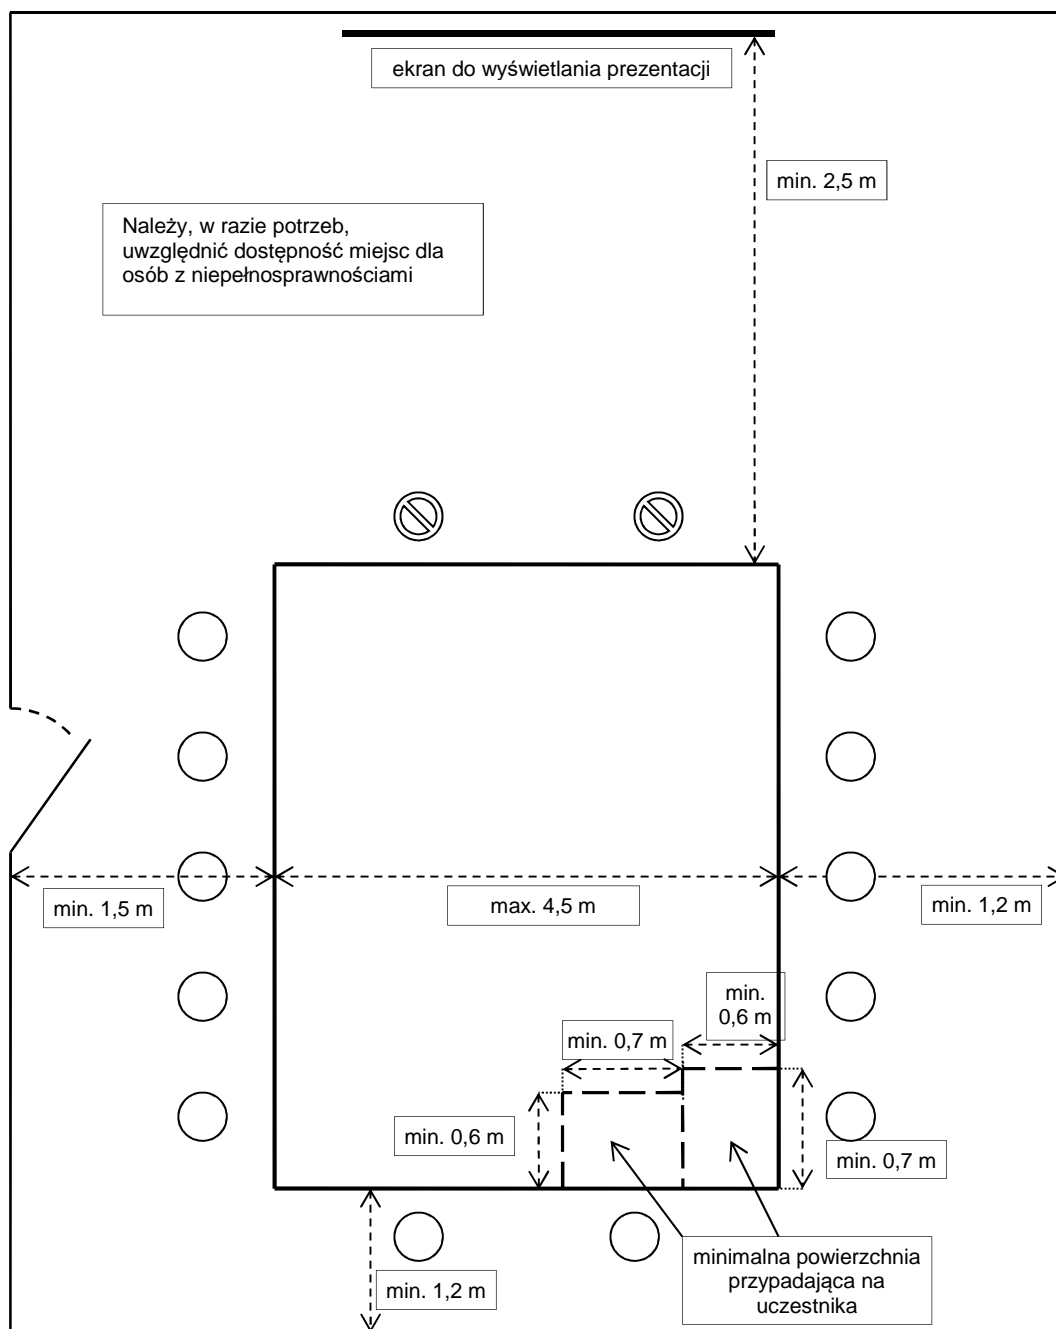 ekran do wyświetlania prezentacji
min. 2,5 m
Należy, w razie potrzeb,
uwzględnić dostępność miejsc dla
osób z niepełnosprawnościami
min. 1,5 m
max. 4,5 m
min. 1,2 m
min.
0,6 m
min. 0,7 m
min. 0,6 m
min. 0,7 m
minimalna powierzchnia
przypadająca na
uczestnika
min. 1,2 m